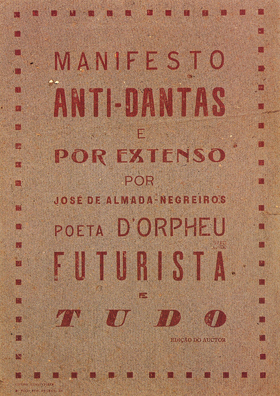 MANIFESTO
ANTI-DANTAS
E
POR EXTENSO
POR
JOSÉ DE ALMADA-NEGREIROS
POETA D'ORPHEU
FUTURISTA
E
TUDO
EDIÇÃO DO AUCTOR